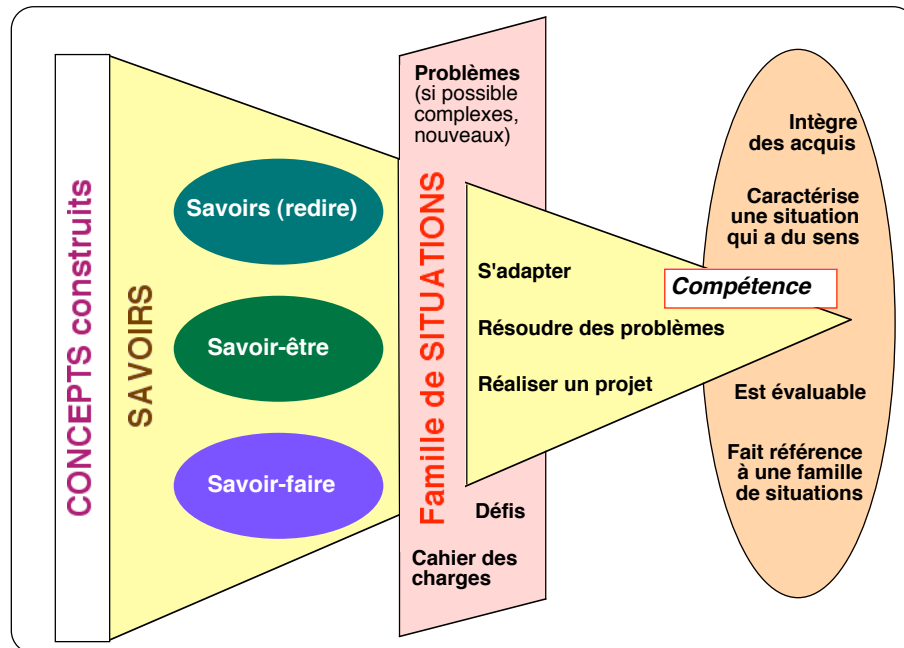 CONCEPTS construits
SAVOIRS
Savoirs (redire)
Savoir-être
Savoir-faire
Famille de SITUATIONS
Problèmes
(si possible
complexes,
nouveaux)
S'adapter
Résoudre des problèmes
Réaliser un projet
Défis
Cahier des
charges
Compétence
Intègre
des acquis
Caractérise
une situation
qui a du sens
Est évaluable
Fait référence
à une famille
de situations